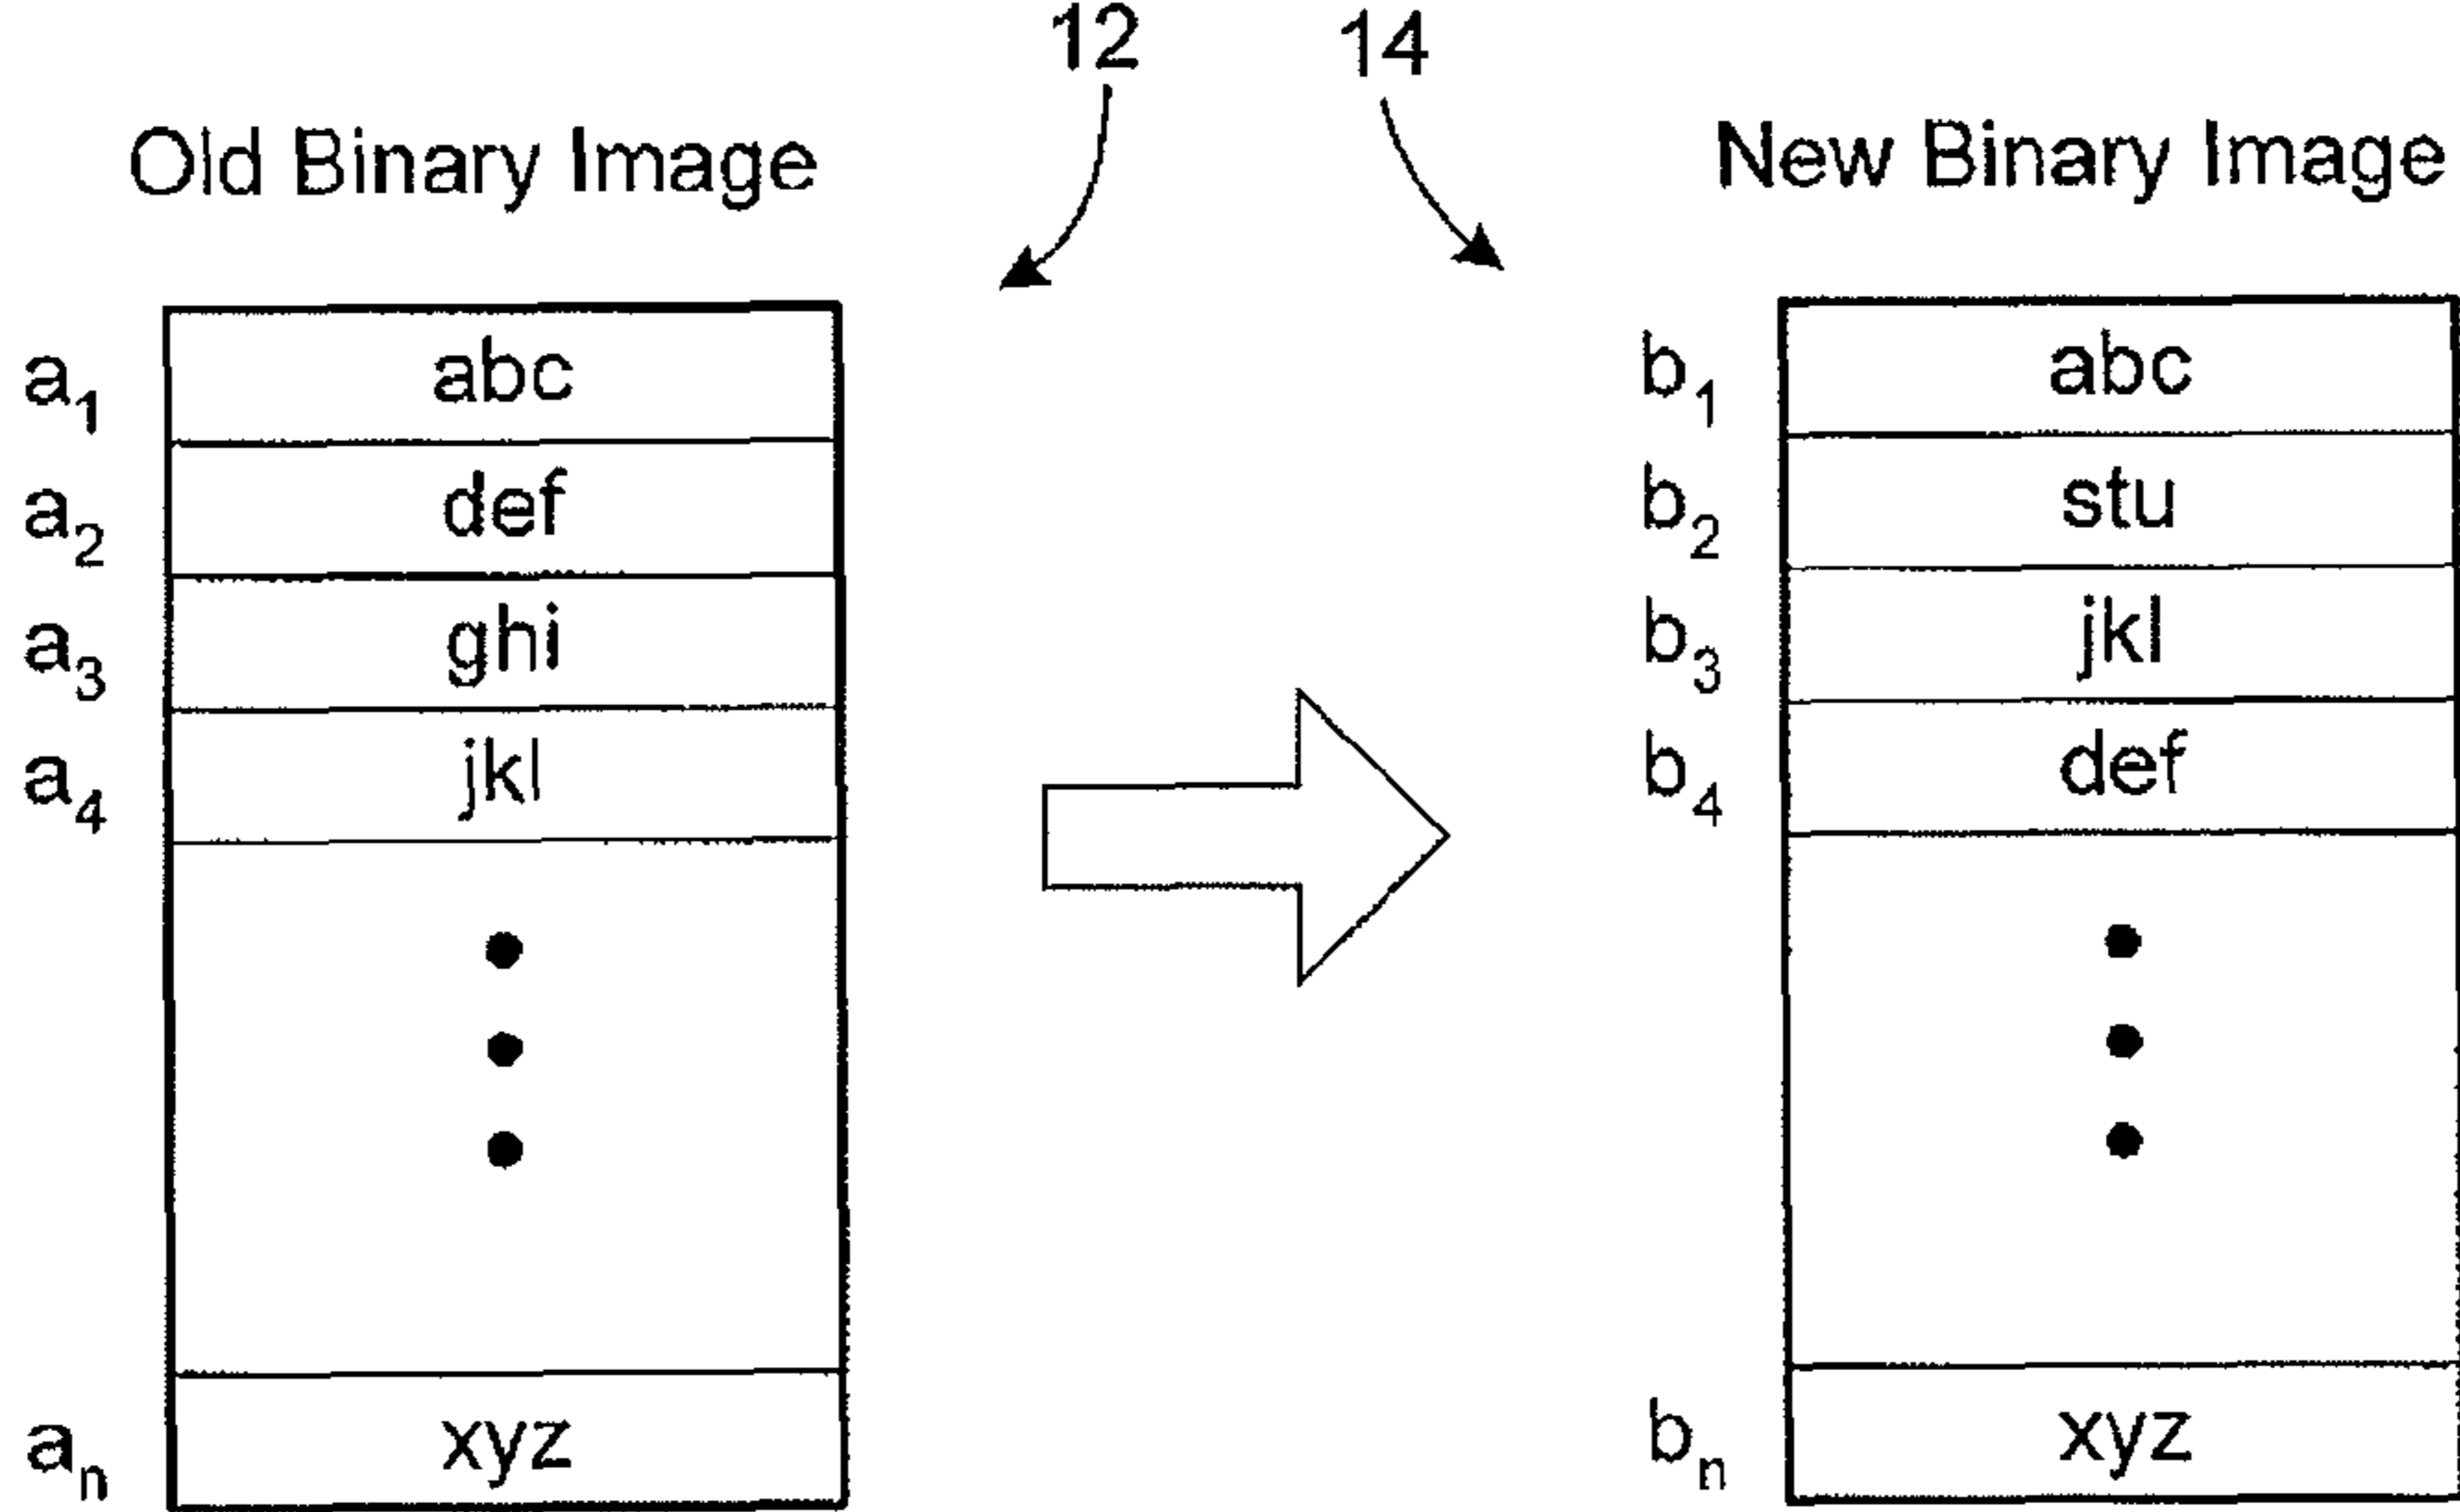 12 14
Old Binary Image New Binary Image
a1 abc b1 abc
a2 def b2 stu
a3 ghi b3 jkl
a4 jkl b4 def
an xyz bn xyz